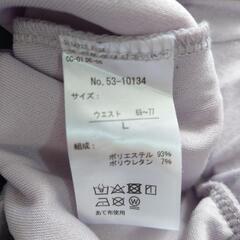 No.53-10134
サイズ:
ウエスト 69~77
L
組成:
ポリエステル 93%
ポリウレタン 7%
あて布使用